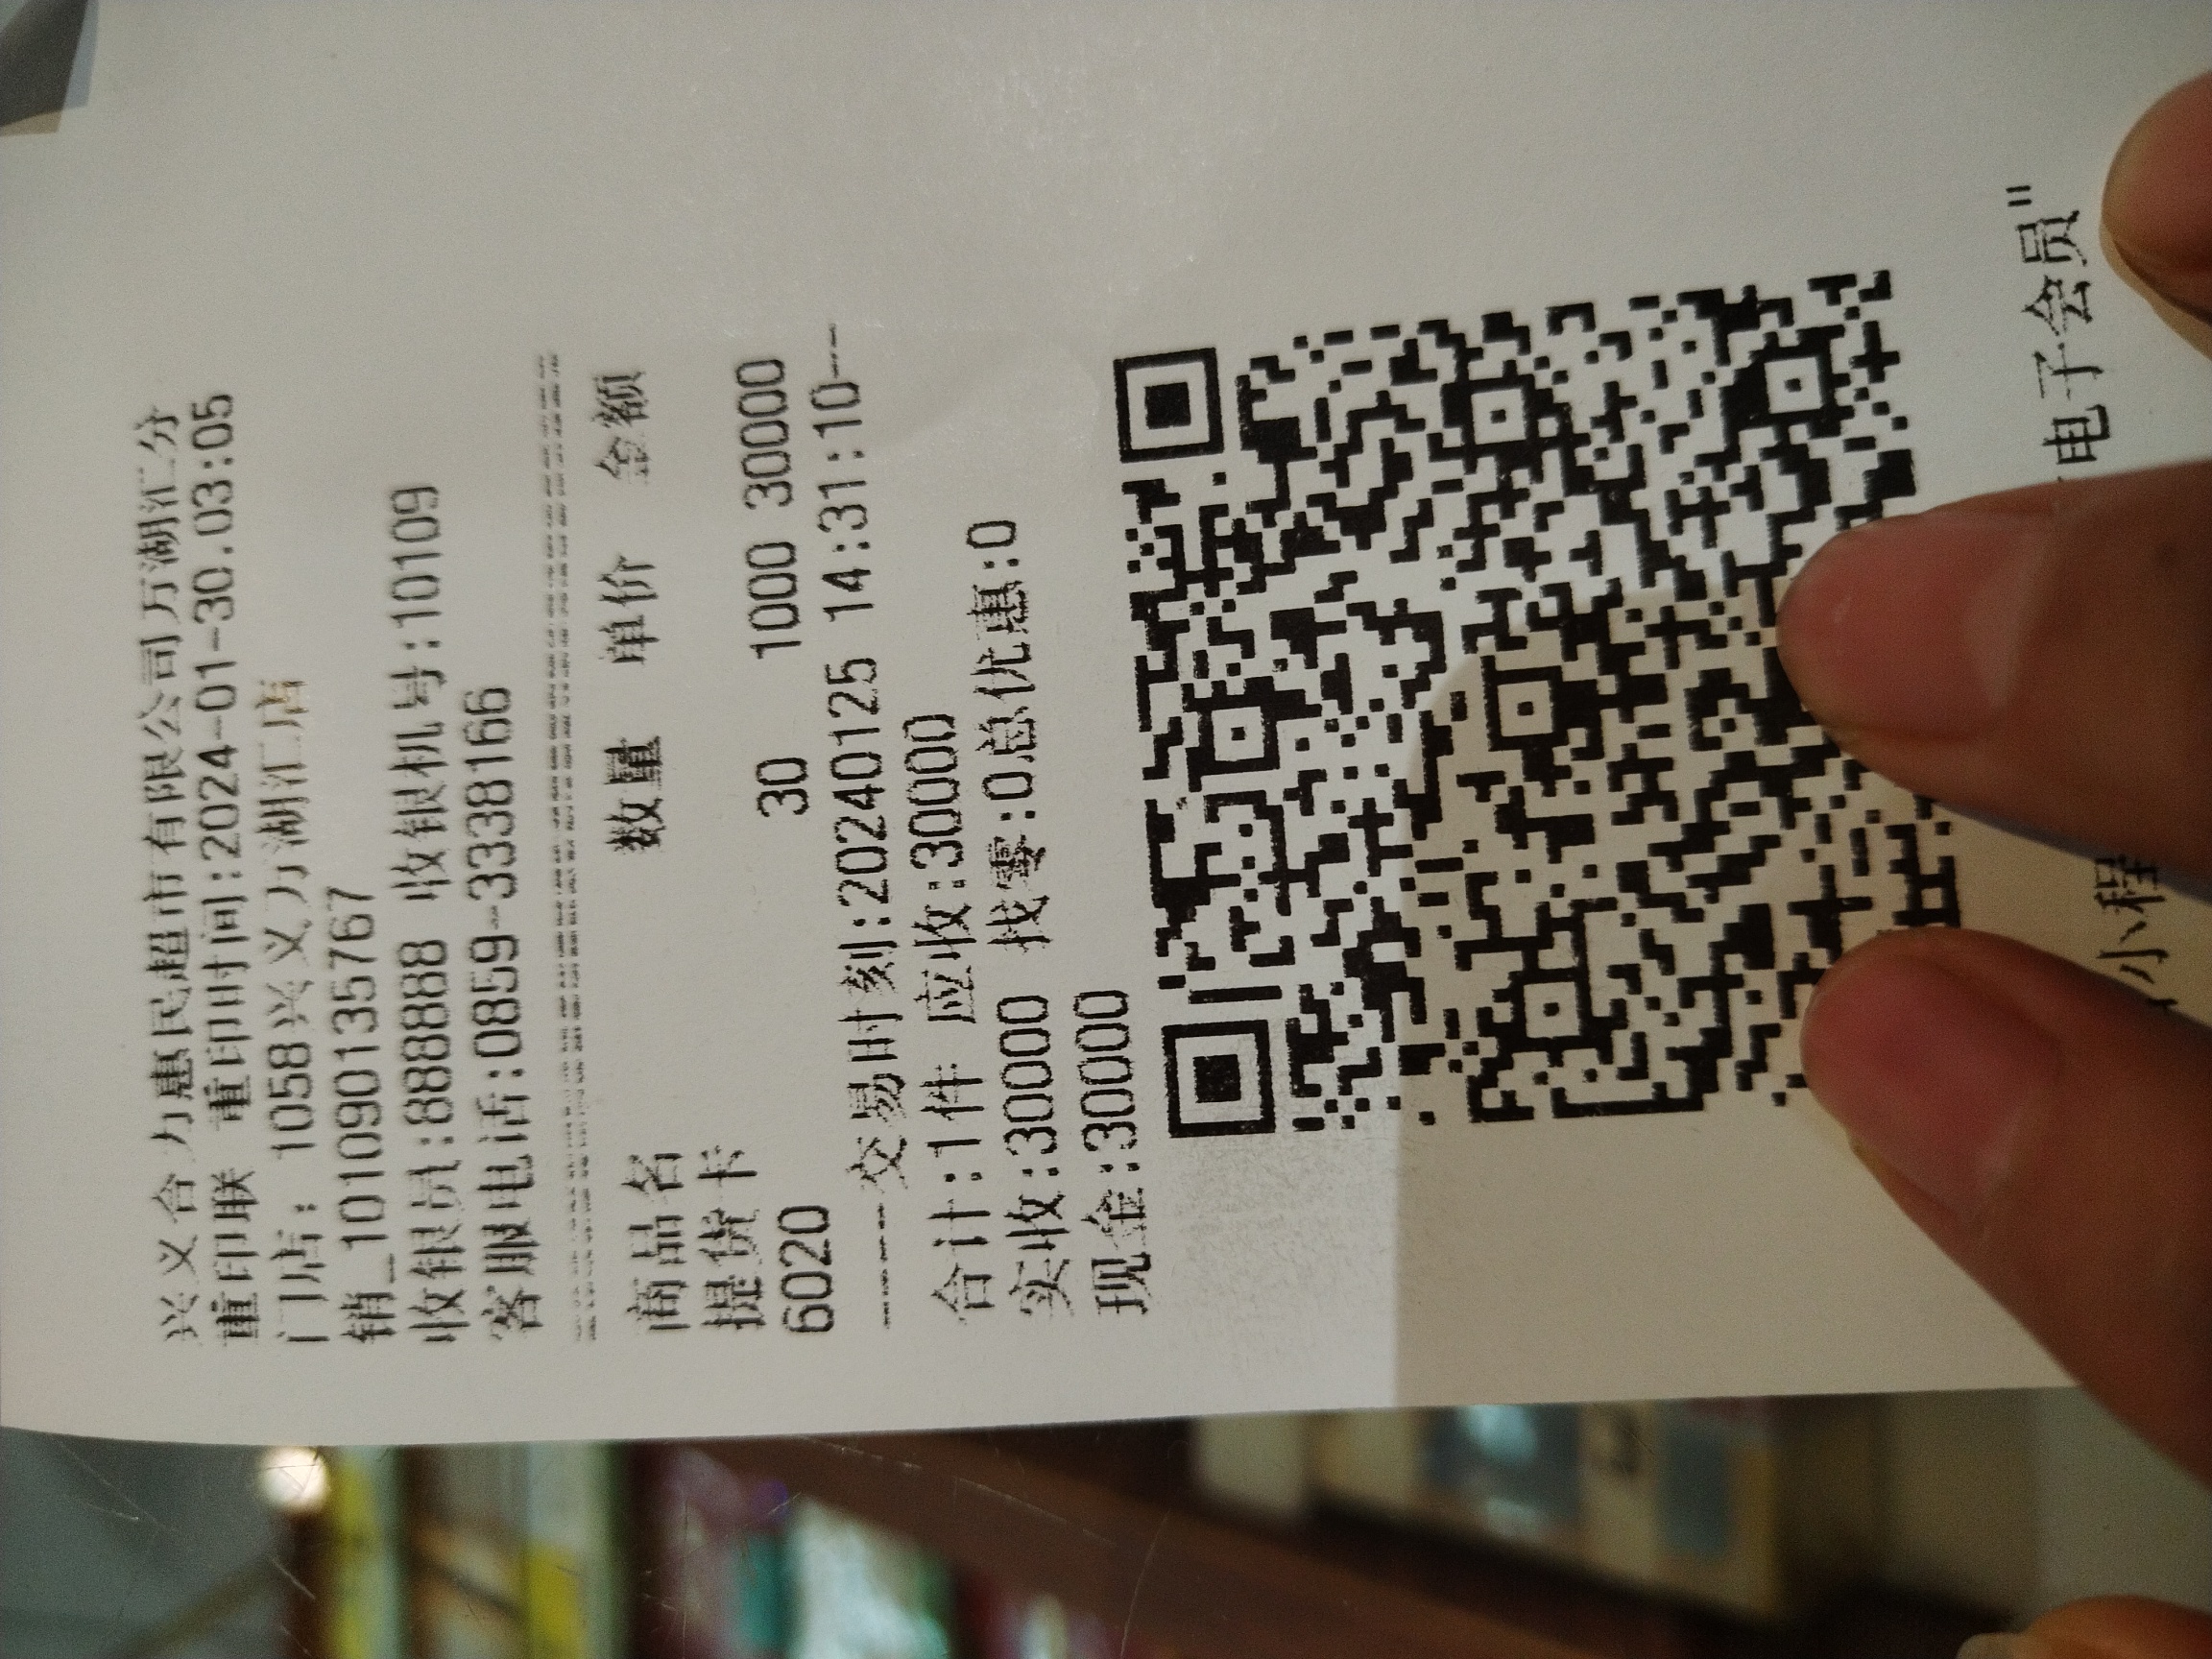 兴义合力惠民超市有限公司万湖汇分
重印联 重印时间:2024-01-30.03:05
门店: 1058兴义万湖汇店
销_1010901357​67
收银员:888888 收银机号:10109
客服电话:0859-3338166
商品名 数量 单价 金额
提货卡
6020 30 1000 30000
-----交易时刻:20240125 14:31:10---
合计:1件 应收:30000
实收:30000 找零:0总优惠:0
现金:30000
小程 电子会员"